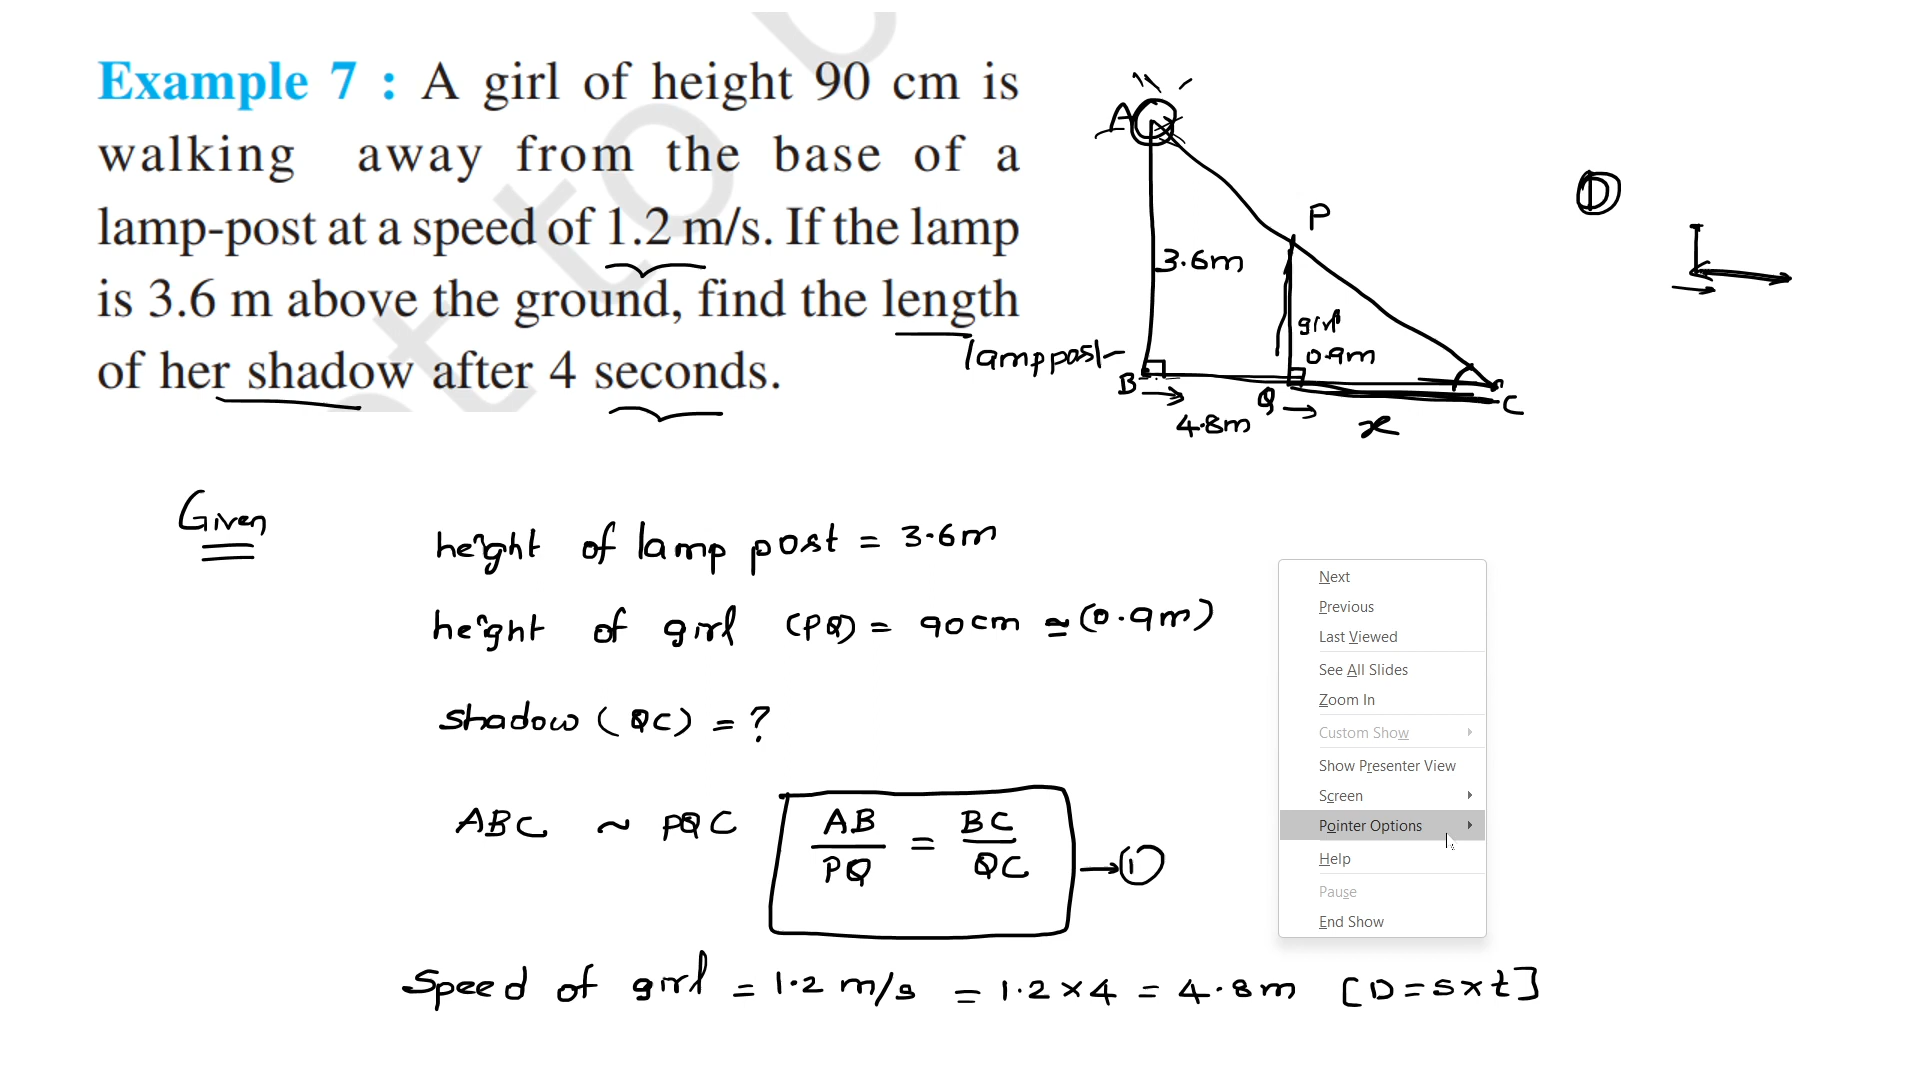 Example 7 : A girl of height 90 cm is
walking away from the base of a
lamp-post at a speed of 1.2 m/s. If the lamp
is 3.6 m above the ground, find the length
of her shadow after 4 seconds.
A
P
3.6m
girl
0.9m
lamp post
B
Q
C
4.8m
x
D
Given
height of lamp post = 3.6m
height of girl (PQ) = 90cm ≃ (0.9m)
shadow (QC) = ?
ABC ~ PQC AB/PQ = BC/QC → ①
Speed of girl = 1.2 m/s = 1.2 × 4 = 4.8m [D = s×t]
Next
Previous
Last Viewed
See All Slides
Zoom In
Custom Show
Show Presenter View
Screen
Pointer Options
Help
Pause
End Show